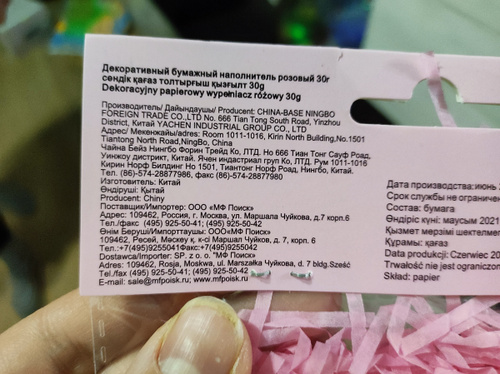 Декоративный бумажный наполнитель розовый 30г
сәндік қағаз толтырғыш қызғылт 30g
Dekoracyjny papierowy wypełniacz różowy 30g
Производитель/ Дайындаушы/ Producent: CHINA-BASE NINGBO
FOREIGN TRADE CO.,LTD No. 666 Tian Tong South Road, Yinzhou
District, Китай YACHEN INDUSTRIAL GROUP CO., LTD
Адрес/ Мекенжайы/adres: Room 1011-1016, Kirin North Building,No.1501
Tiantong North Road,NingBo, China
Чайна Бейз Нингбо Форин Трейд Ко, ЛТД. Но 666 Тиан Тонг Сауф Роад,
Уинжоу дистрикт, Китай. Ячен индастриал груп Ко, ЛТД. Рум 1011-1016
Кирин Норф Билдинг Но 1501, Тиантонг Норф Роад, НингБо, Китай
Тел. (86)-574-28877986, факс (86)-574-28877980
Изготовитель: Китай
Өндіруші: Қытай
Producent: Chiny
Поставщик/Импортер: ООО «МФ Поиск»
Адрес: 109462, Россия, г. Москва, ул. Маршала Чуйкова, д.7 корп.6
Тел./факс: (495) 925-50-41; (495) 925-50-42
Өнім Беруші/Импорттаушы: ООО«МФ Поиск»
109462, Ресей, Маскеу қ, к-сі Маршал Чуйков, д. 7, корп. 6
Тел.:+7(495)9255041Факс:+7(495)9255042
Dostawca/Importer: SP. z o. o. "МФ Поиск"
Adres: 109462, Rosja, Moskwa, ul. Marszałka Chuykova, d. 7bldg.Sześć
Tel./fax (495) 925-50-41; (495) 925-50-42
E-mail: sale@mfpoisk.ru, www.mfpoisk.ru
Дата производства:июнь
Срок службы не ограничен
Состав: бумага
Өндіріс күні: маусым 2021
Қызмет мерзімі шектелмег
Құрамы: қағаз
Data produkcji: Czerwiec 20
Trwałość nie jest ograniczon
Skład: papier